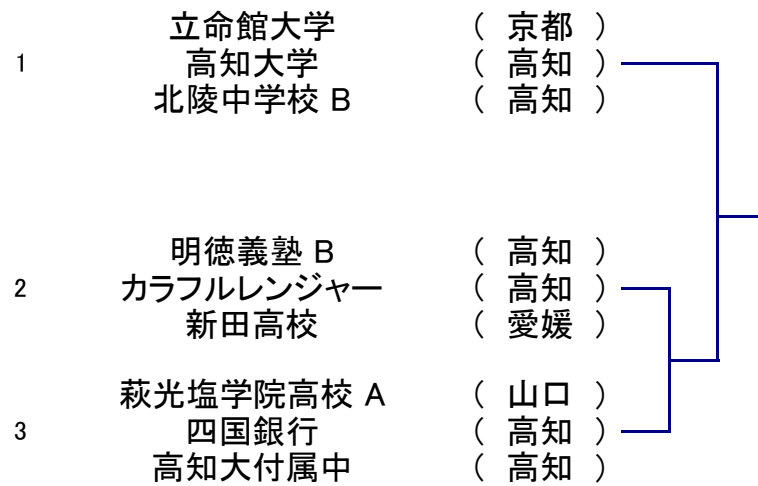 立命館大学 ( 京都 )
1 高知大学 ( 高知 )
北陵中学校 B ( 高知 )
明徳義塾 B ( 高知 )
2 カラフルレンジャー ( 高知 )
新田高校 ( 愛媛 )
萩光塩学院高校 A ( 山口 )
3 四国銀行 ( 高知 )
高知大付属中 ( 高知 )